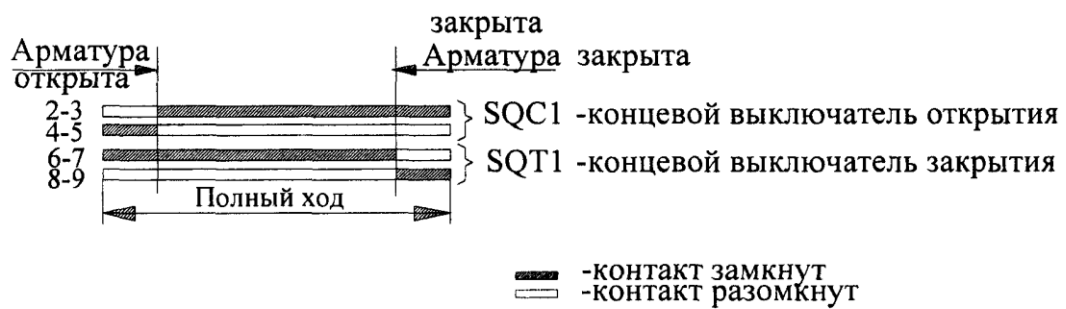 закрыта
Арматура
открыта
Арматура закрыта
2-3
4-5
SQC1 -концевой выключатель открытия
6-7
8-9
SQT1 -концевой выключатель закрытия
Полный ход
-контакт замкнут
-контакт разомкнут